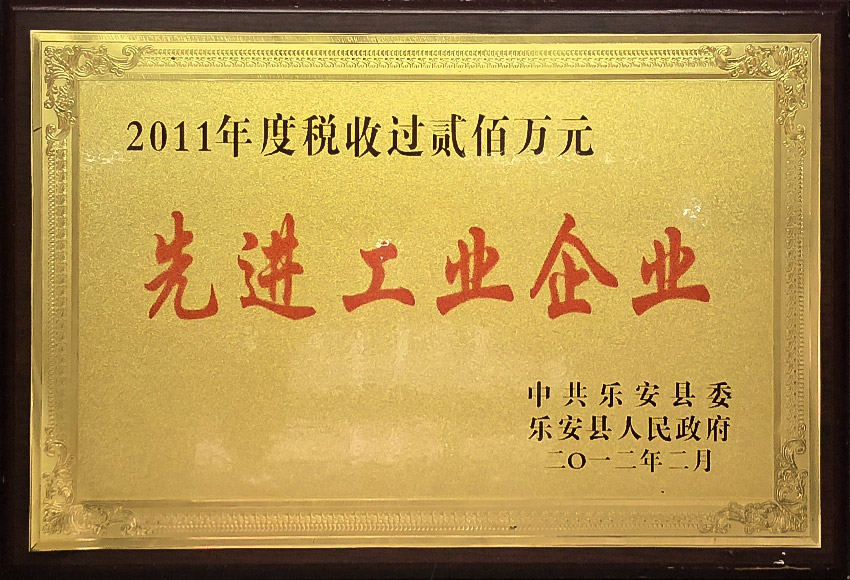 2011年度税收过贰佰万元
先进工业企业
中共乐安县委
乐安县人民政府
二〇一二年二月